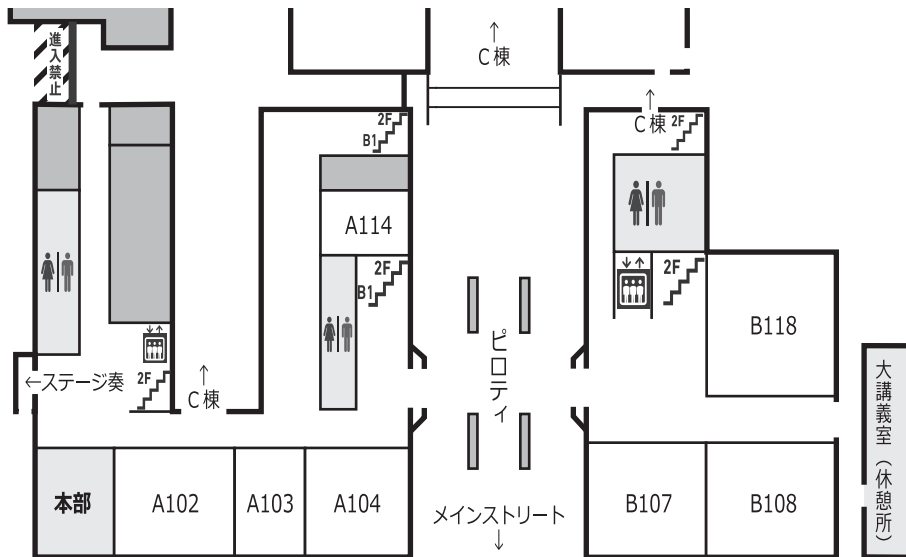 進入禁止
↑
C棟
↑
C棟
2F
2F
B1
A114
2F
B1
2F
B118
ピロティ
←ステージ奏
2F
↑
C棟
大講義室（休憩所）
本部
A102
A103
A104
メインストリート
↓
B107
B108